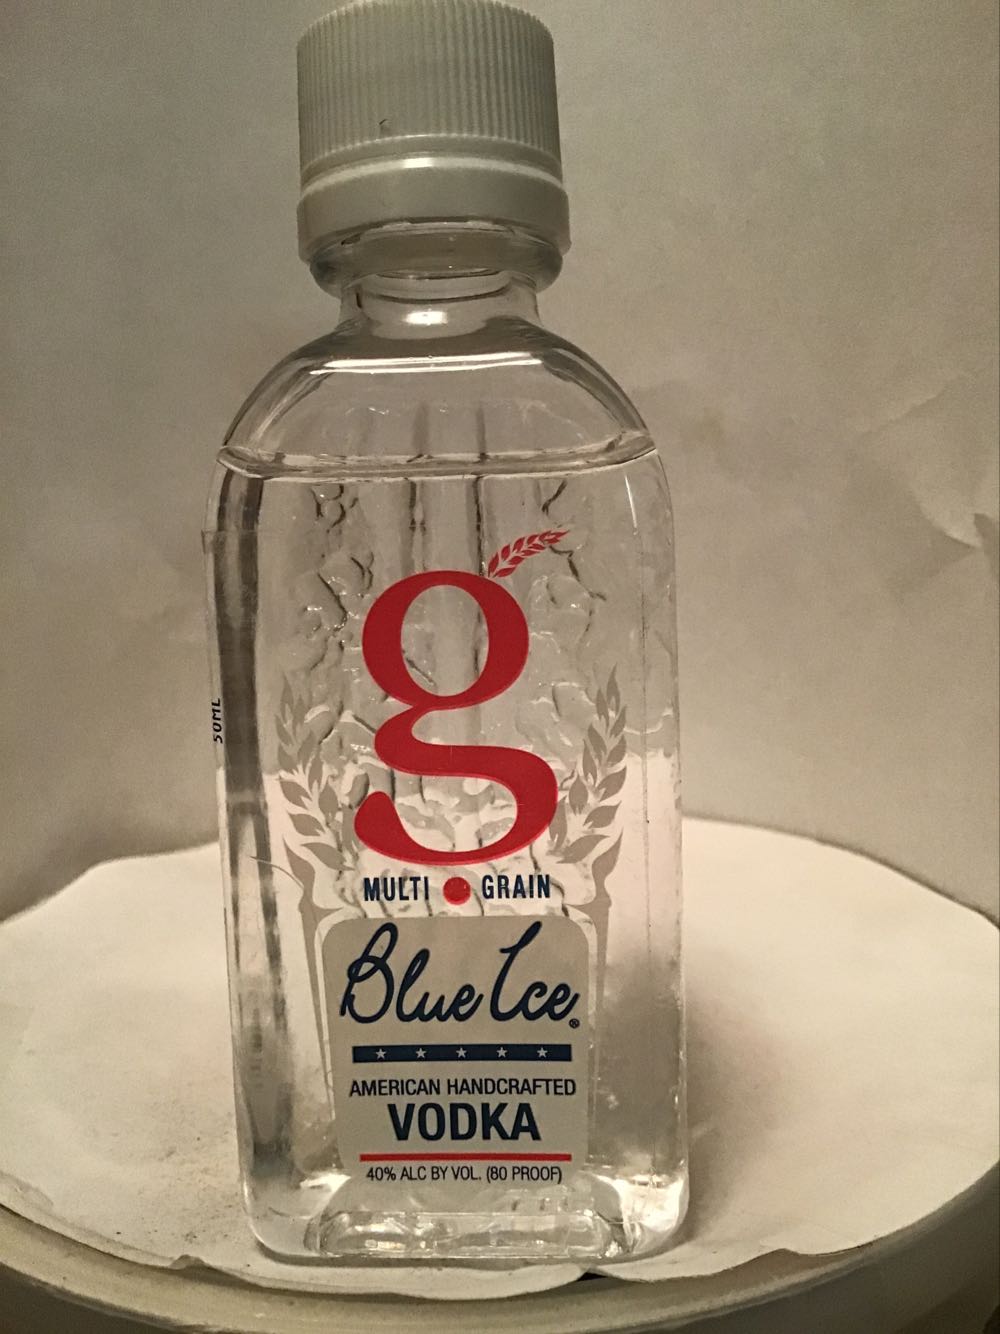 g
MULTI • GRAIN
Blue Ice®
★ ★ ★ ★ ★
AMERICAN HANDCRAFTED
VODKA
40% ALC BY VOL. (80 PROOF)
50ML